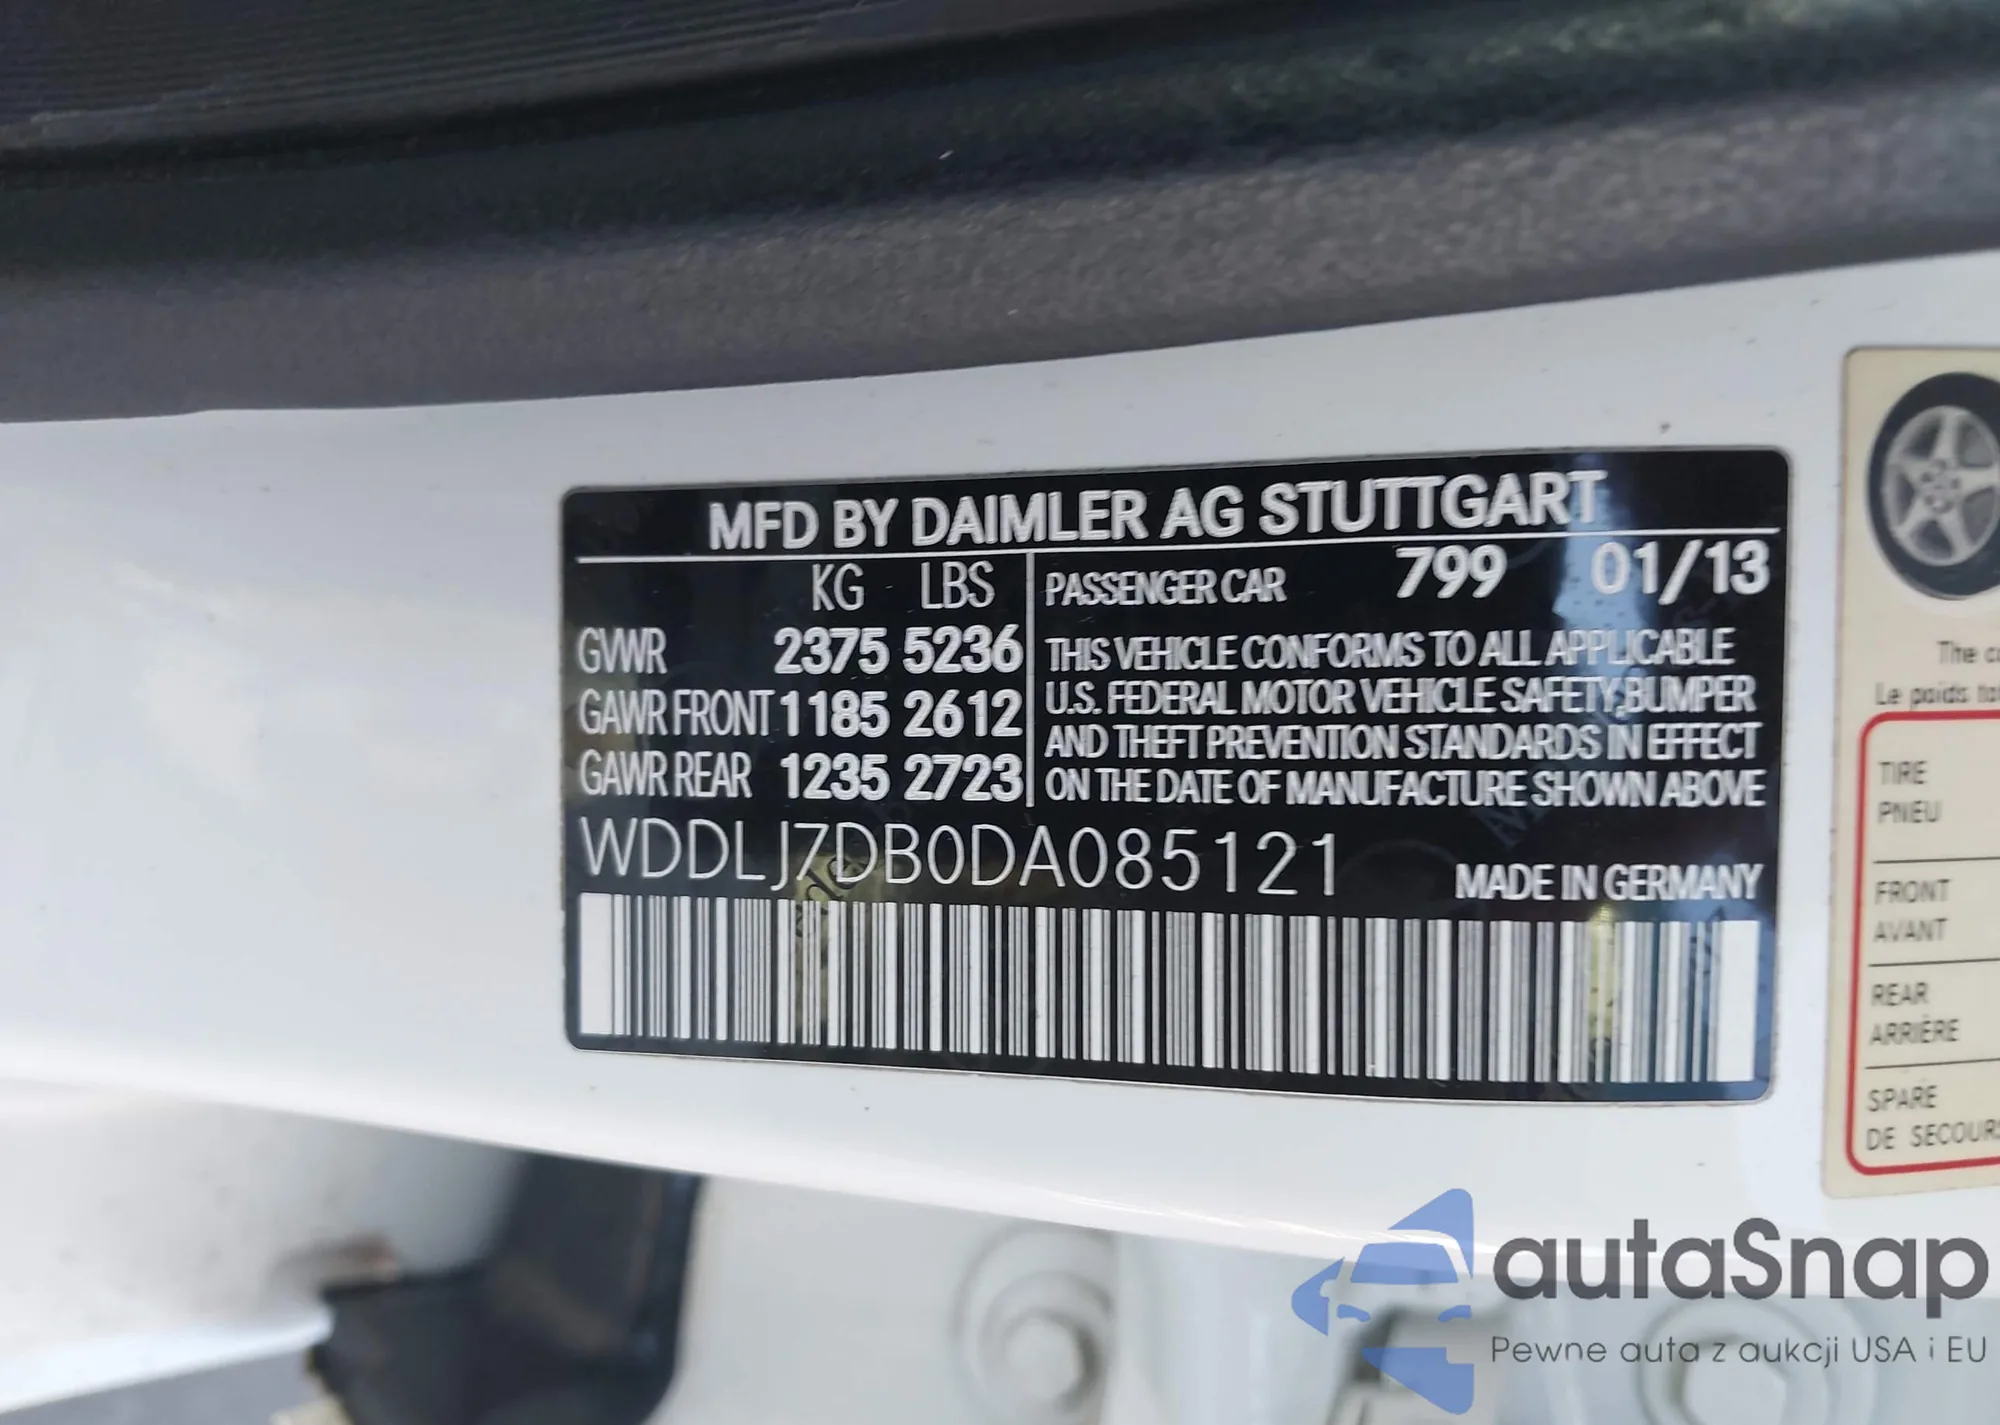 MFD BY DAIMLER AG STUTTGART
KG LBS
GVWR 2375 5236
GAWR FRONT 1185 2612
GAWR REAR 1235 2723
PASSENGER CAR 799 01/13
THIS VEHICLE CONFORMS TO ALL APPLICABLE
U.S. FEDERAL MOTOR VEHICLE SAFETY, BUMPER
AND THEFT PREVENTION STANDARDS IN EFFECT
ON THE DATE OF MANUFACTURE SHOWN ABOVE
WDDLJ7DB0DA085121
MADE IN GERMANY
The
Le poids
TIRE
PNEU
FRONT
AVANT
REAR
ARRIÈRE
SPARE
DE SECOURS
autaSnap
Pewne auta z aukcji USA i EU